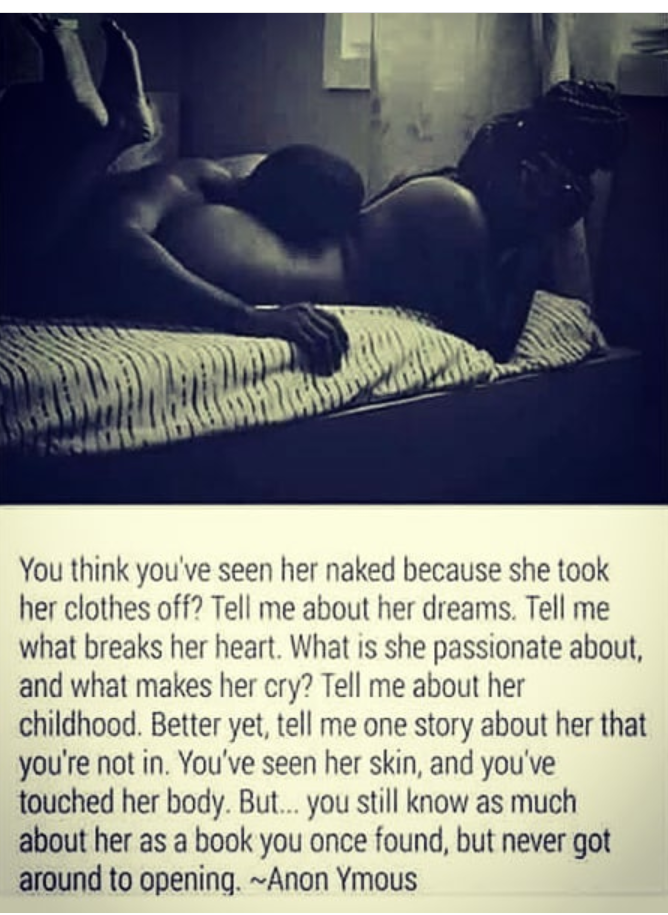 You think you've seen her naked because she took
her clothes off? Tell me about her dreams. Tell me
what breaks her heart. What is she passionate about,
and what makes her cry? Tell me about her
childhood. Better yet, tell me one story about her that
you're not in. You've seen her skin, and you've
touched her body. But... you still know as much
about her as a book you once found, but never got
around to opening. ~Anon Ymous